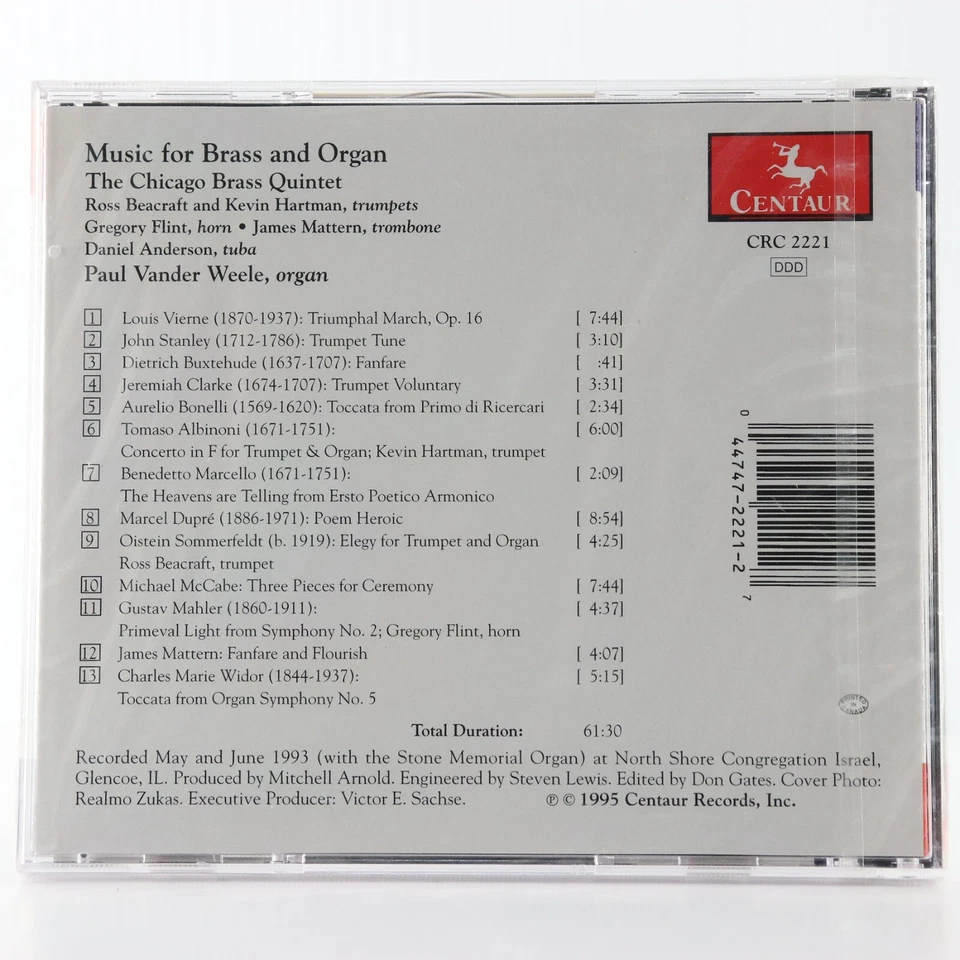 Music for Brass and Organ
The Chicago Brass Quintet
Ross Beacraft and Kevin Hartman, trumpets
Gregory Flint, horn • James Mattern, trombone
Daniel Anderson, tuba
Paul Vander Weele, organ
CENTAUR
CRC 2221
DDD
1 Louis Vierne (1870-1937): Triumphal March, Op. 16 [ 7:44]
2 John Stanley (1712-1786): Trumpet Tune [ 3:10]
3 Dietrich Buxtehude (1637-1707): Fanfare [ :41]
4 Jeremiah Clarke (1674-1707): Trumpet Voluntary [ 3:31]
5 Aurelio Bonelli (1569-1620): Toccata from Primo di Ricercari [ 2:34]
6 Tomaso Albinoni (1671-1751): [ 6:00]
Concerto in F for Trumpet & Organ; Kevin Hartman, trumpet
7 Benedetto Marcello (1671-1751): [ 2:09]
The Heavens are Telling from Ersto Poetico Armonico
8 Marcel Dupré (1886-1971): Poem Heroic [ 8:54]
9 Oistein Sommerfeldt (b. 1919): Elegy for Trumpet and Organ [ 4:25]
Ross Beacraft, trumpet
10 Michael McCabe: Three Pieces for Ceremony [ 7:44]
11 Gustav Mahler (1860-1911): [ 4:37]
Primeval Light from Symphony No. 2; Gregory Flint, horn
12 James Mattern: Fanfare and Flourish [ 4:07]
13 Charles Marie Widor (1844-1937): [ 5:15]
Toccata from Organ Symphony No. 5
Total Duration: 61:30
0 44747-2221-2 7
PRINTED IN CANADA
Recorded May and June 1993 (with the Stone Memorial Organ) at North Shore Congregation Israel,
Glencoe, IL. Produced by Mitchell Arnold. Engineered by Steven Lewis. Edited by Don Gates. Cover Photo:
Realmo Zukas. Executive Producer: Victor E. Sachse. ℗ © 1995 Centaur Records, Inc.